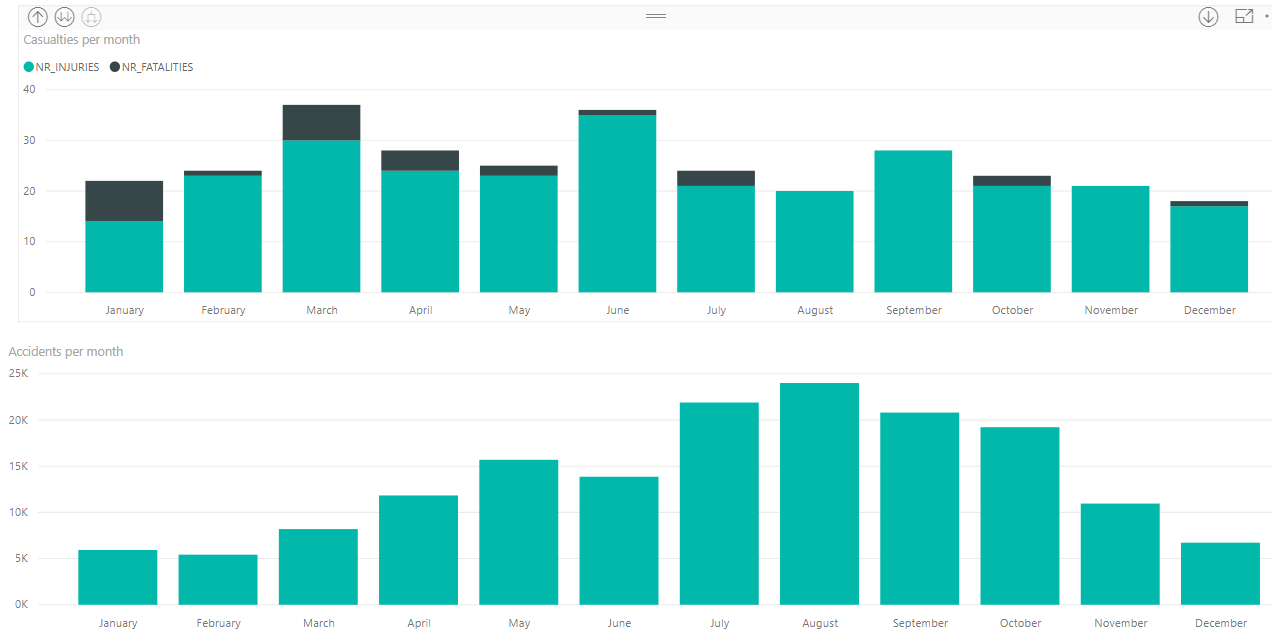 Casualties per month
NR_INJURIES NR_FATALITIES
40
30
20
10
0
January February March April May June July August September October November December
Accidents per month
25K
20K
15K
10K
5K
0K
January February March April May June July August September October November December